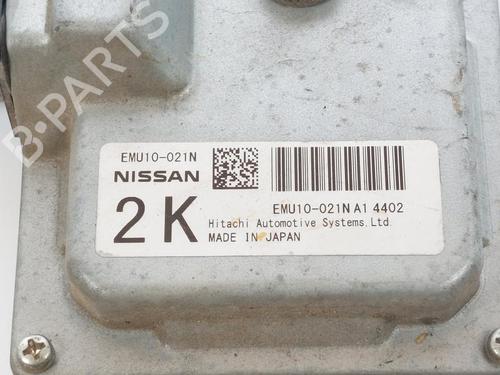 B-PARTS
EMU10-021N
NISSAN
2K
EMU10-021N A1 4402
Hitachi Automotive Systems,Ltd.
MADE IN JAPAN